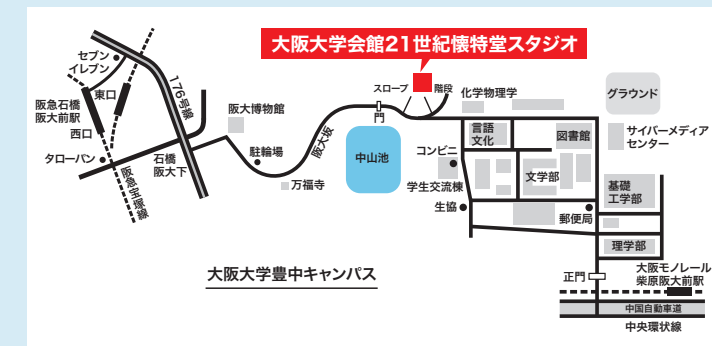 大阪大学会館21世紀懐特堂スタジオ
セブン
イレブン
176号線
東口
阪急石橋
阪大前駅
西口
タローパン
阪急宝塚線
石橋
阪大下
阪大博物館
駐輪場
万福寺
阪大坂
門
中山池
スロープ
階段
化学物理学
グラウンド
言語
文化
図書館
サイバーメディア
センター
コンビニ
文学部
学生交流棟
基礎
工学部
生協
郵便局
理学部
大阪大学豊中キャンパス
正門
大阪モノレール
柴原阪大前駅
中国自動車道
中央環状線